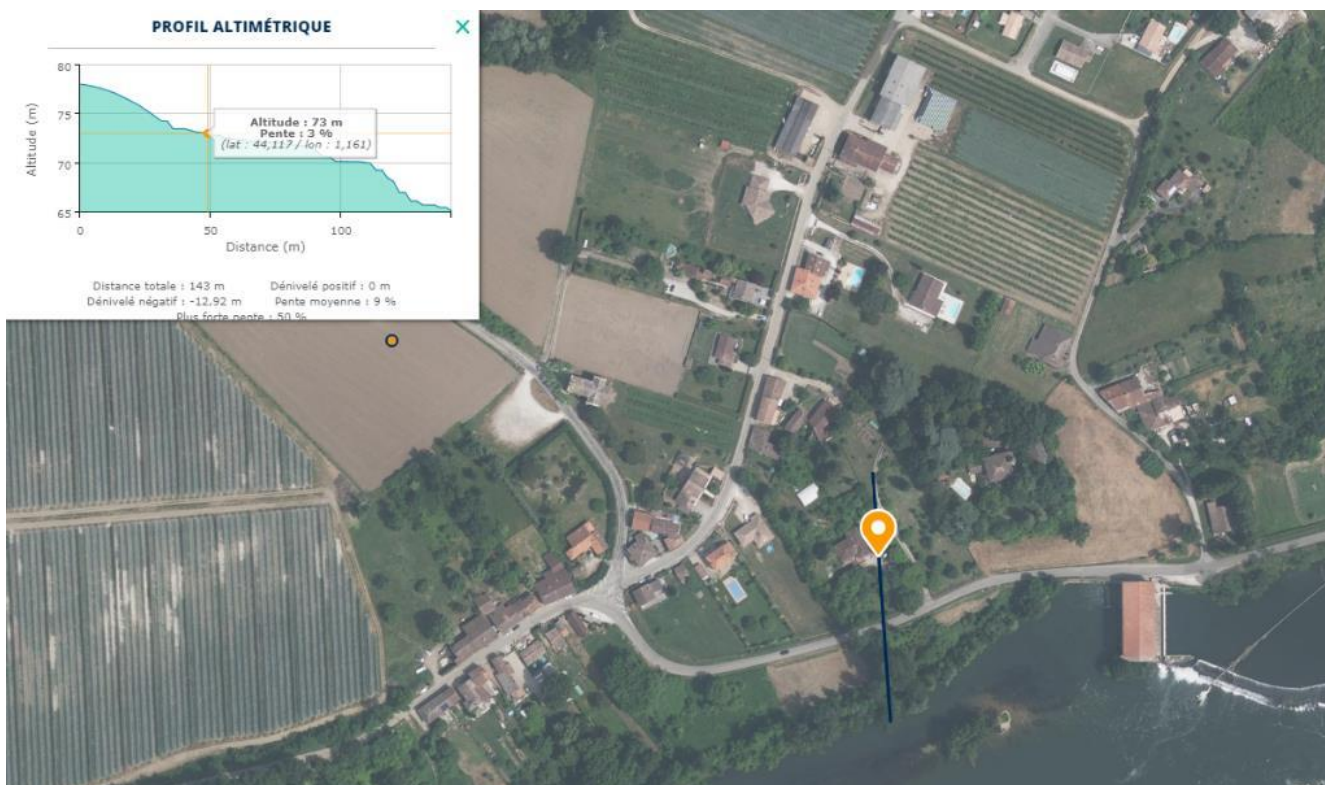 PROFIL ALTIMÉTRIQUE
×
80
75
70
65
Altitude (m)
Altitude : 73 m
Pente : 3 %
(lat : 44,117 / lon : 1,161)
0 50 100
Distance (m)
Distance totale : 143 m Dénivelé positif : 0 m
Dénivelé négatif : -12,92 m Pente moyenne : 9 %
Plus forte pente : 50 %